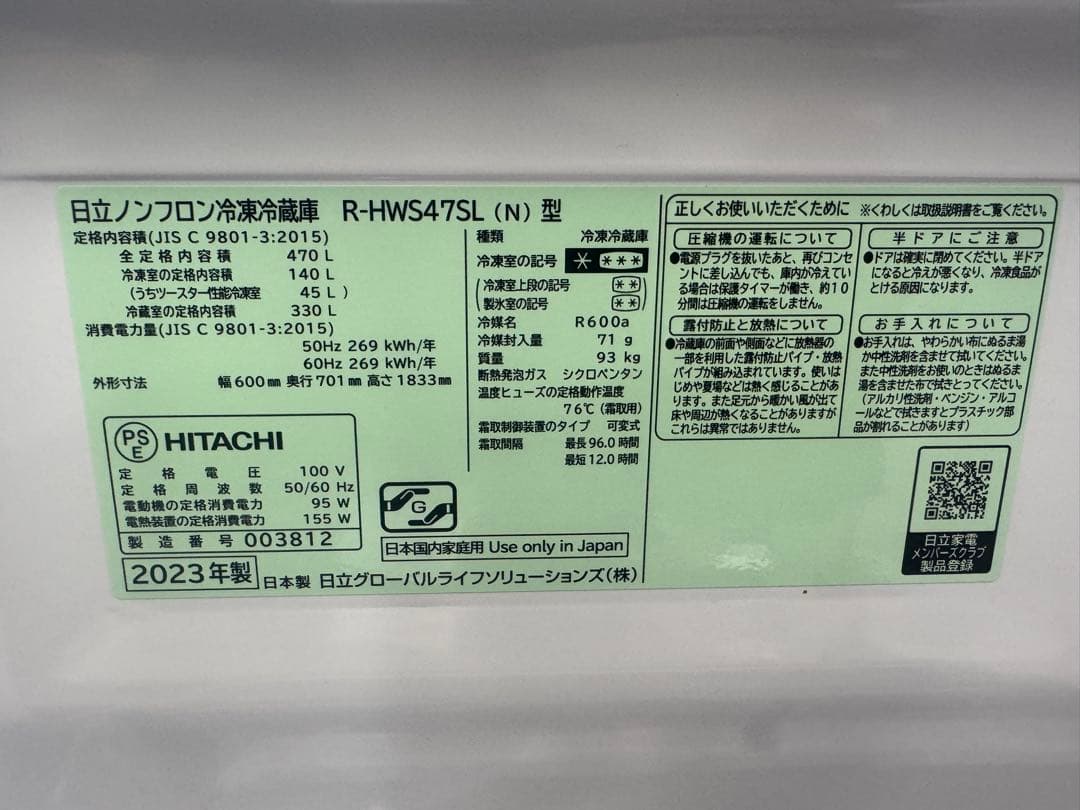 日立ノンフロン冷凍冷蔵庫 R-HWS47SL (N) 型
定格内容積(JIS C 9801-3:2015)
全定格内容積 470 L
冷凍室の定格内容積 140 L
(うちツースター性能冷凍室 45 L )
冷蔵室の定格内容積 330 L
消費電力量(JIS C 9801-3:2015)
50Hz 269 kWh/年
60Hz 269 kWh/年
外形寸法 幅600㎜ 奥行701㎜ 高さ1833㎜
PS
E
HITACHI
定格電圧 100 V
定格周波数 50/60 Hz
電動機の定格消費電力 95 W
電熱装置の定格消費電力 155 W
製造番号 003812
2023年製 日本製 日立グローバルライフソリューションズ(株)
種類 冷凍冷蔵庫
冷凍室の記号 * ***
(冷凍室上段の記号 **
製氷室の記号 **)
冷媒名 R600a
冷媒封入量 71 g
質量 93 kg
断熱発泡ガス シクロペンタン
温度ヒューズの定格動作温度
76℃(霜取用)
霜取制御装置のタイプ 可変式
霜取間隔 最長96.0時間
最短12.0時間
G
日本国内家庭用 Use only in Japan
正しくお使いいただくために ※くわしくは取扱説明書をご覧ください。
圧縮機の運転について
●電源プラグを抜いたあと、再びコンセ
ントに差し込んでも、庫内が冷えてい
る場合は保護タイマーが働き、約10
分間は圧縮機の運転をしません。
露付防止と放熱について
●冷蔵庫の前面や側面などに放熱器の
一部を利用した露付防止パイプ・放熱
パイプが組み込まれています。使いは
じめや夏場などは熱く感じることがあ
ります。また足元から暖かい風が出て
床や周辺が熱くなることがありますが
これらは異常ではありません。
半ドアにご注意
●ドアは確実に閉めてください。半ドア
になると冷えが悪くなり、冷凍食品が
とける原因になります。
お手入れについて
●お手入れは、やわらかい布にぬるま湯
か中性洗剤を含ませて拭いてください。
また中性洗剤をお使いのときはぬるま
湯を含ませた布で拭きとってください。
(アルカリ性洗剤・ベンジン・アルコ
ールなどで拭きますとプラスチック部
品が割れることがあります)
日立家電
メンバーズクラブ
製品登録